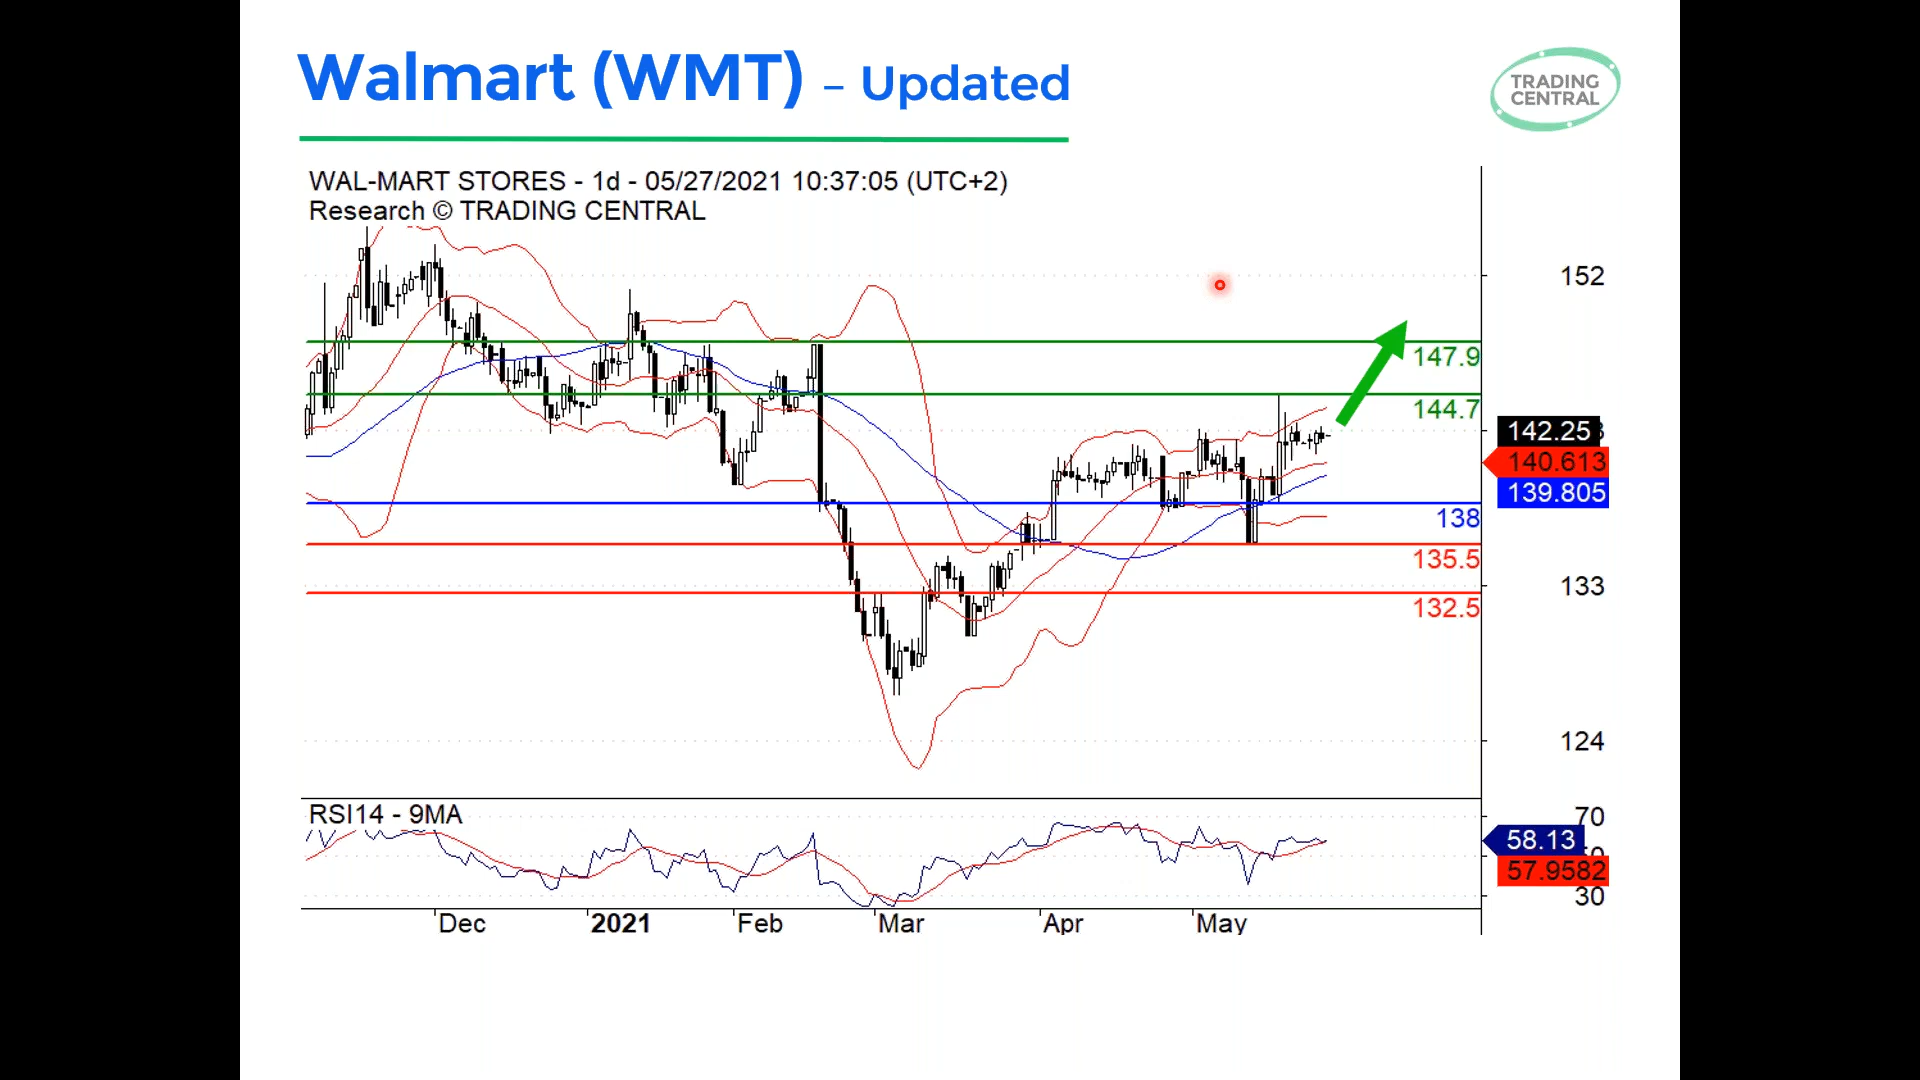 Walmart (WMT) – Updated
TRADING
CENTRAL
WAL-MART STORES - 1d - 05/27/2021 10:37:05 (UTC+2)
Research © TRADING CENTRAL
152
147.9
144.7
142.25
140.613
139.805
138
135.5
133
132.5
124
RSI14 - 9MA
70
58.13
57.9582
30
Dec 2021 Feb Mar Apr May